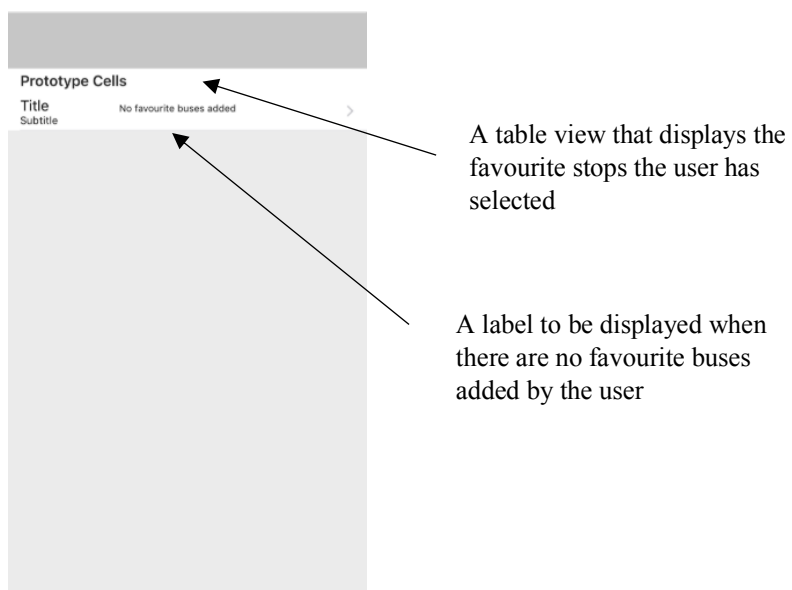 Prototype Cells
Title
No favourite buses added
Subtitle
A table view that displays the
favourite stops the user has
selected
A label to be displayed when
there are no favourite buses
added by the user